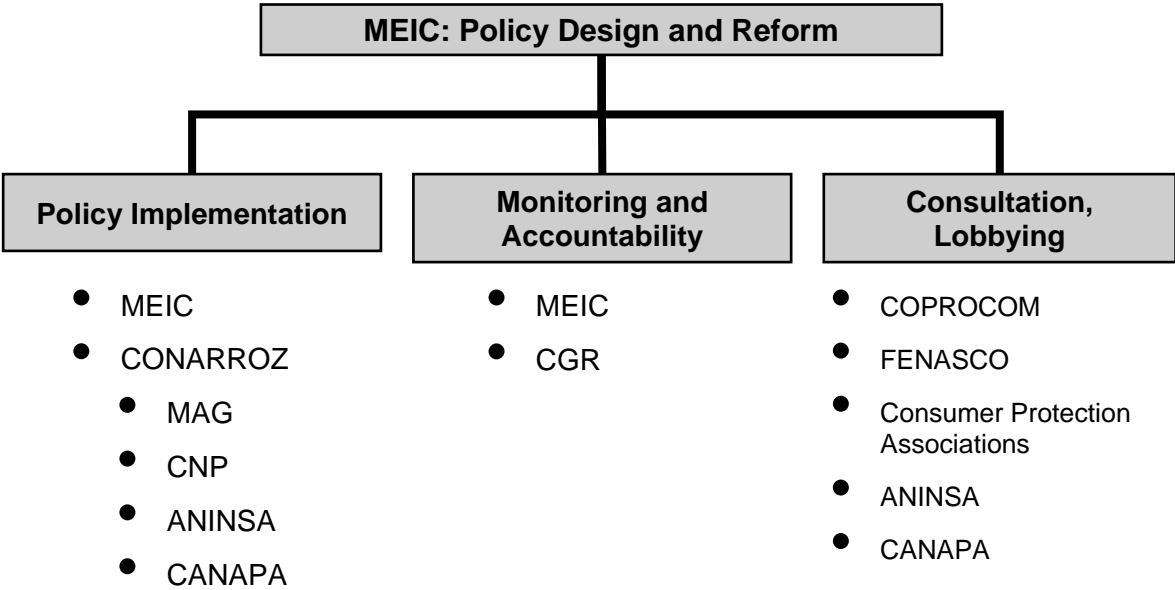 MEIC: Policy Design and Reform
Policy Implementation
Monitoring and
Accountability
Consultation,
Lobbying
• MEIC
• CONARROZ
• MAG
• CNP
• ANINSA
• CANAPA
• MEIC
• CGR
• COPROCOM
• FENASCO
• Consumer Protection
Associations
• ANINSA
• CANAPA